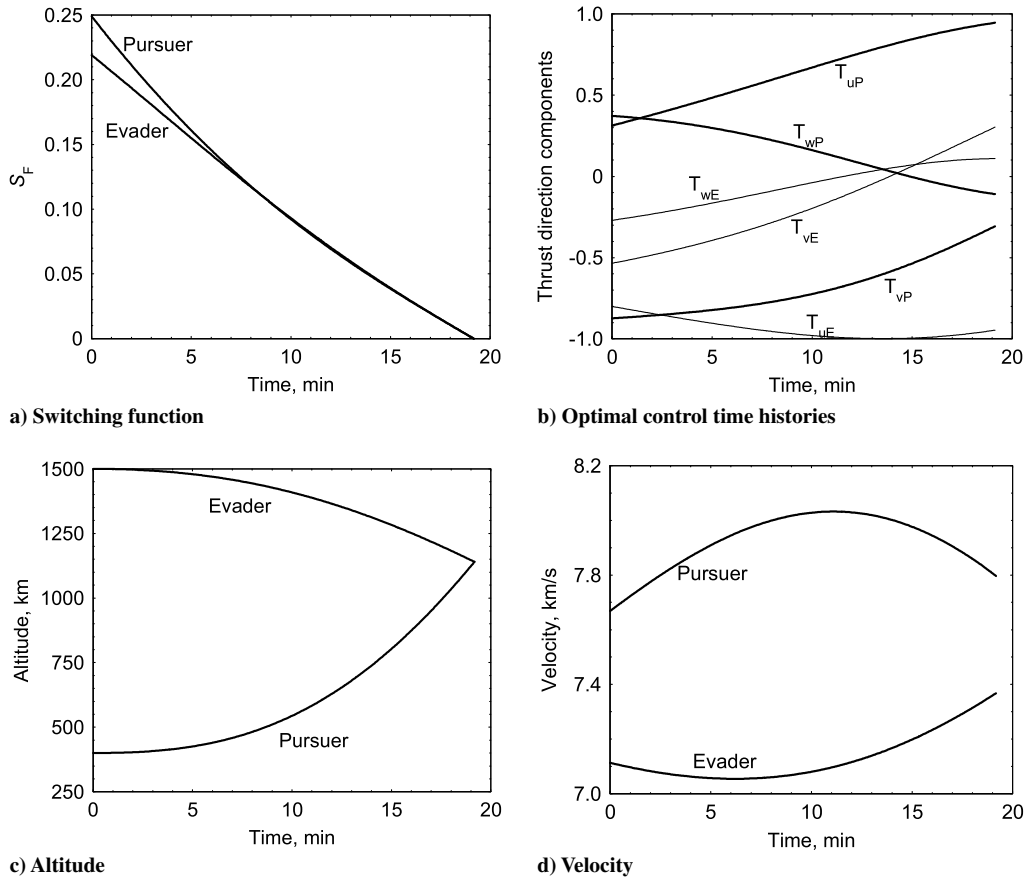 0.25
0.20
0.15
0.10
0.05
0
S_F
Pursuer
Evader
0 5 10 15 20
Time, min
a) Switching function
1.0
0.5
0
-0.5
-1.0
Thrust direction components
T_uP
T_wP
T_wE
T_vE
T_vP
T_uE
0 5 10 15 20
Time, min
b) Optimal control time histories
1500
1250
1000
750
500
250
Altitude, km
Evader
Pursuer
0 5 10 15 20
Time, min
c) Altitude
8.2
7.8
7.4
7.0
Velocity, km/s
Pursuer
Evader
0 5 10 15 20
Time, min
d) Velocity